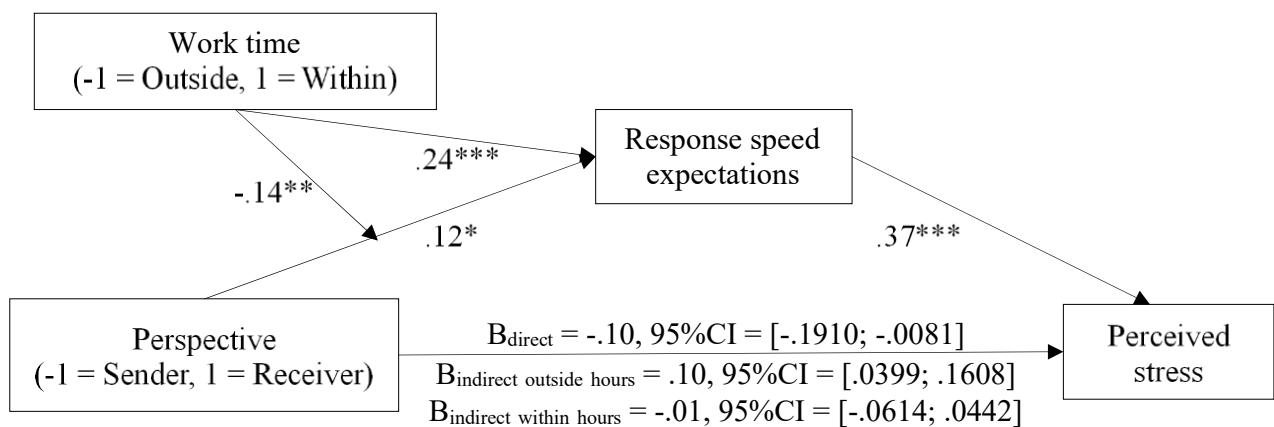 Work time
(-1 = Outside, 1 = Within)
Response speed
expectations
.24***
-.14**
.12*
.37***
Perspective
(-1 = Sender, 1 = Receiver)
Bdirect = -.10, 95%CI = [-.1910; -.0081]
Bindirect outside hours = .10, 95%CI = [.0399; .1608]
Bindirect within hours = -.01, 95%CI = [-.0614; .0442]
Perceived
stress